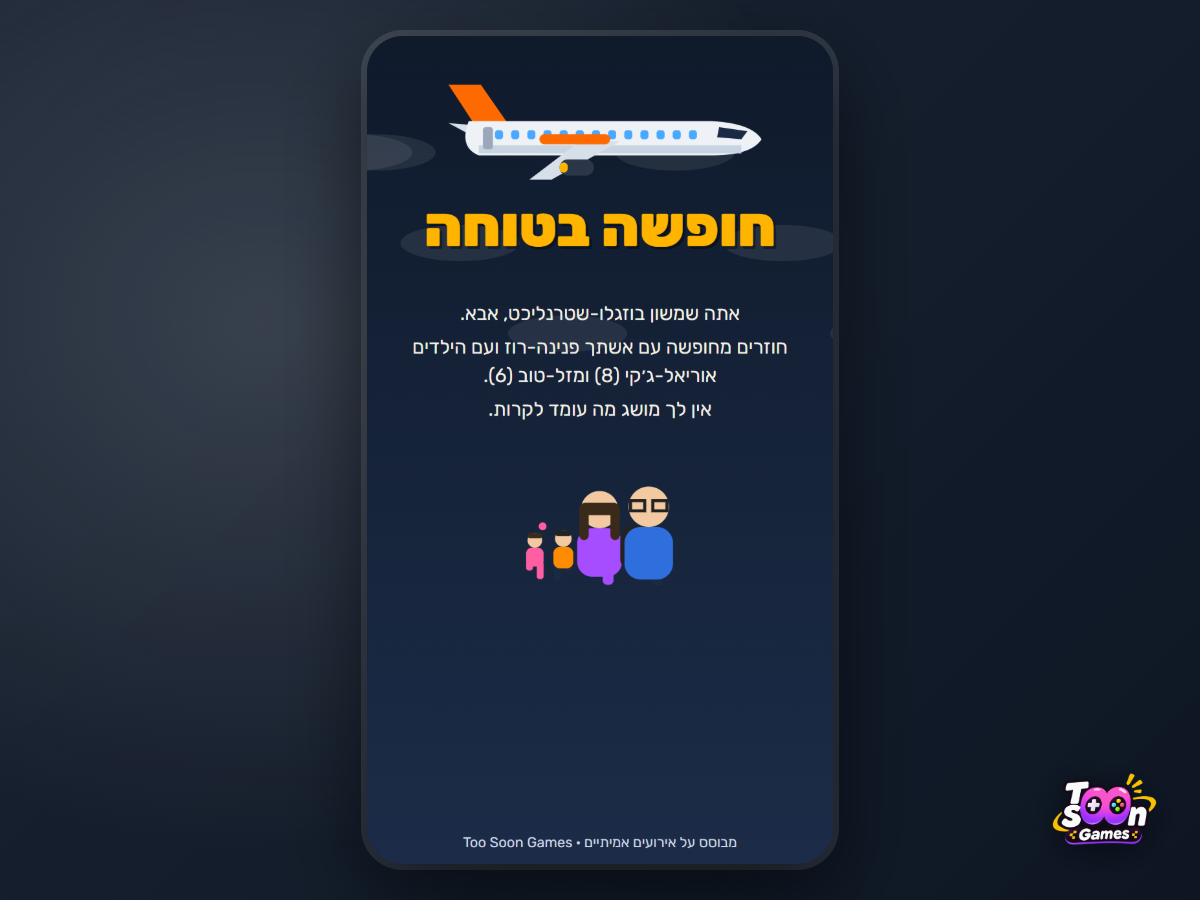 חופשה בטוחה
אתה שמשון בוזגלו-שטרנליכט, אבא.
חוזרים מחופשה עם אשתך פנינה-רוז ועם הילדים
אוריאל-ג׳קי (8) ומזל-טוב (6).
אין לך מושג מה עומד לקרות.
מבוסס על אירועים אמיתיים • Too Soon Games
Too Soon
Games